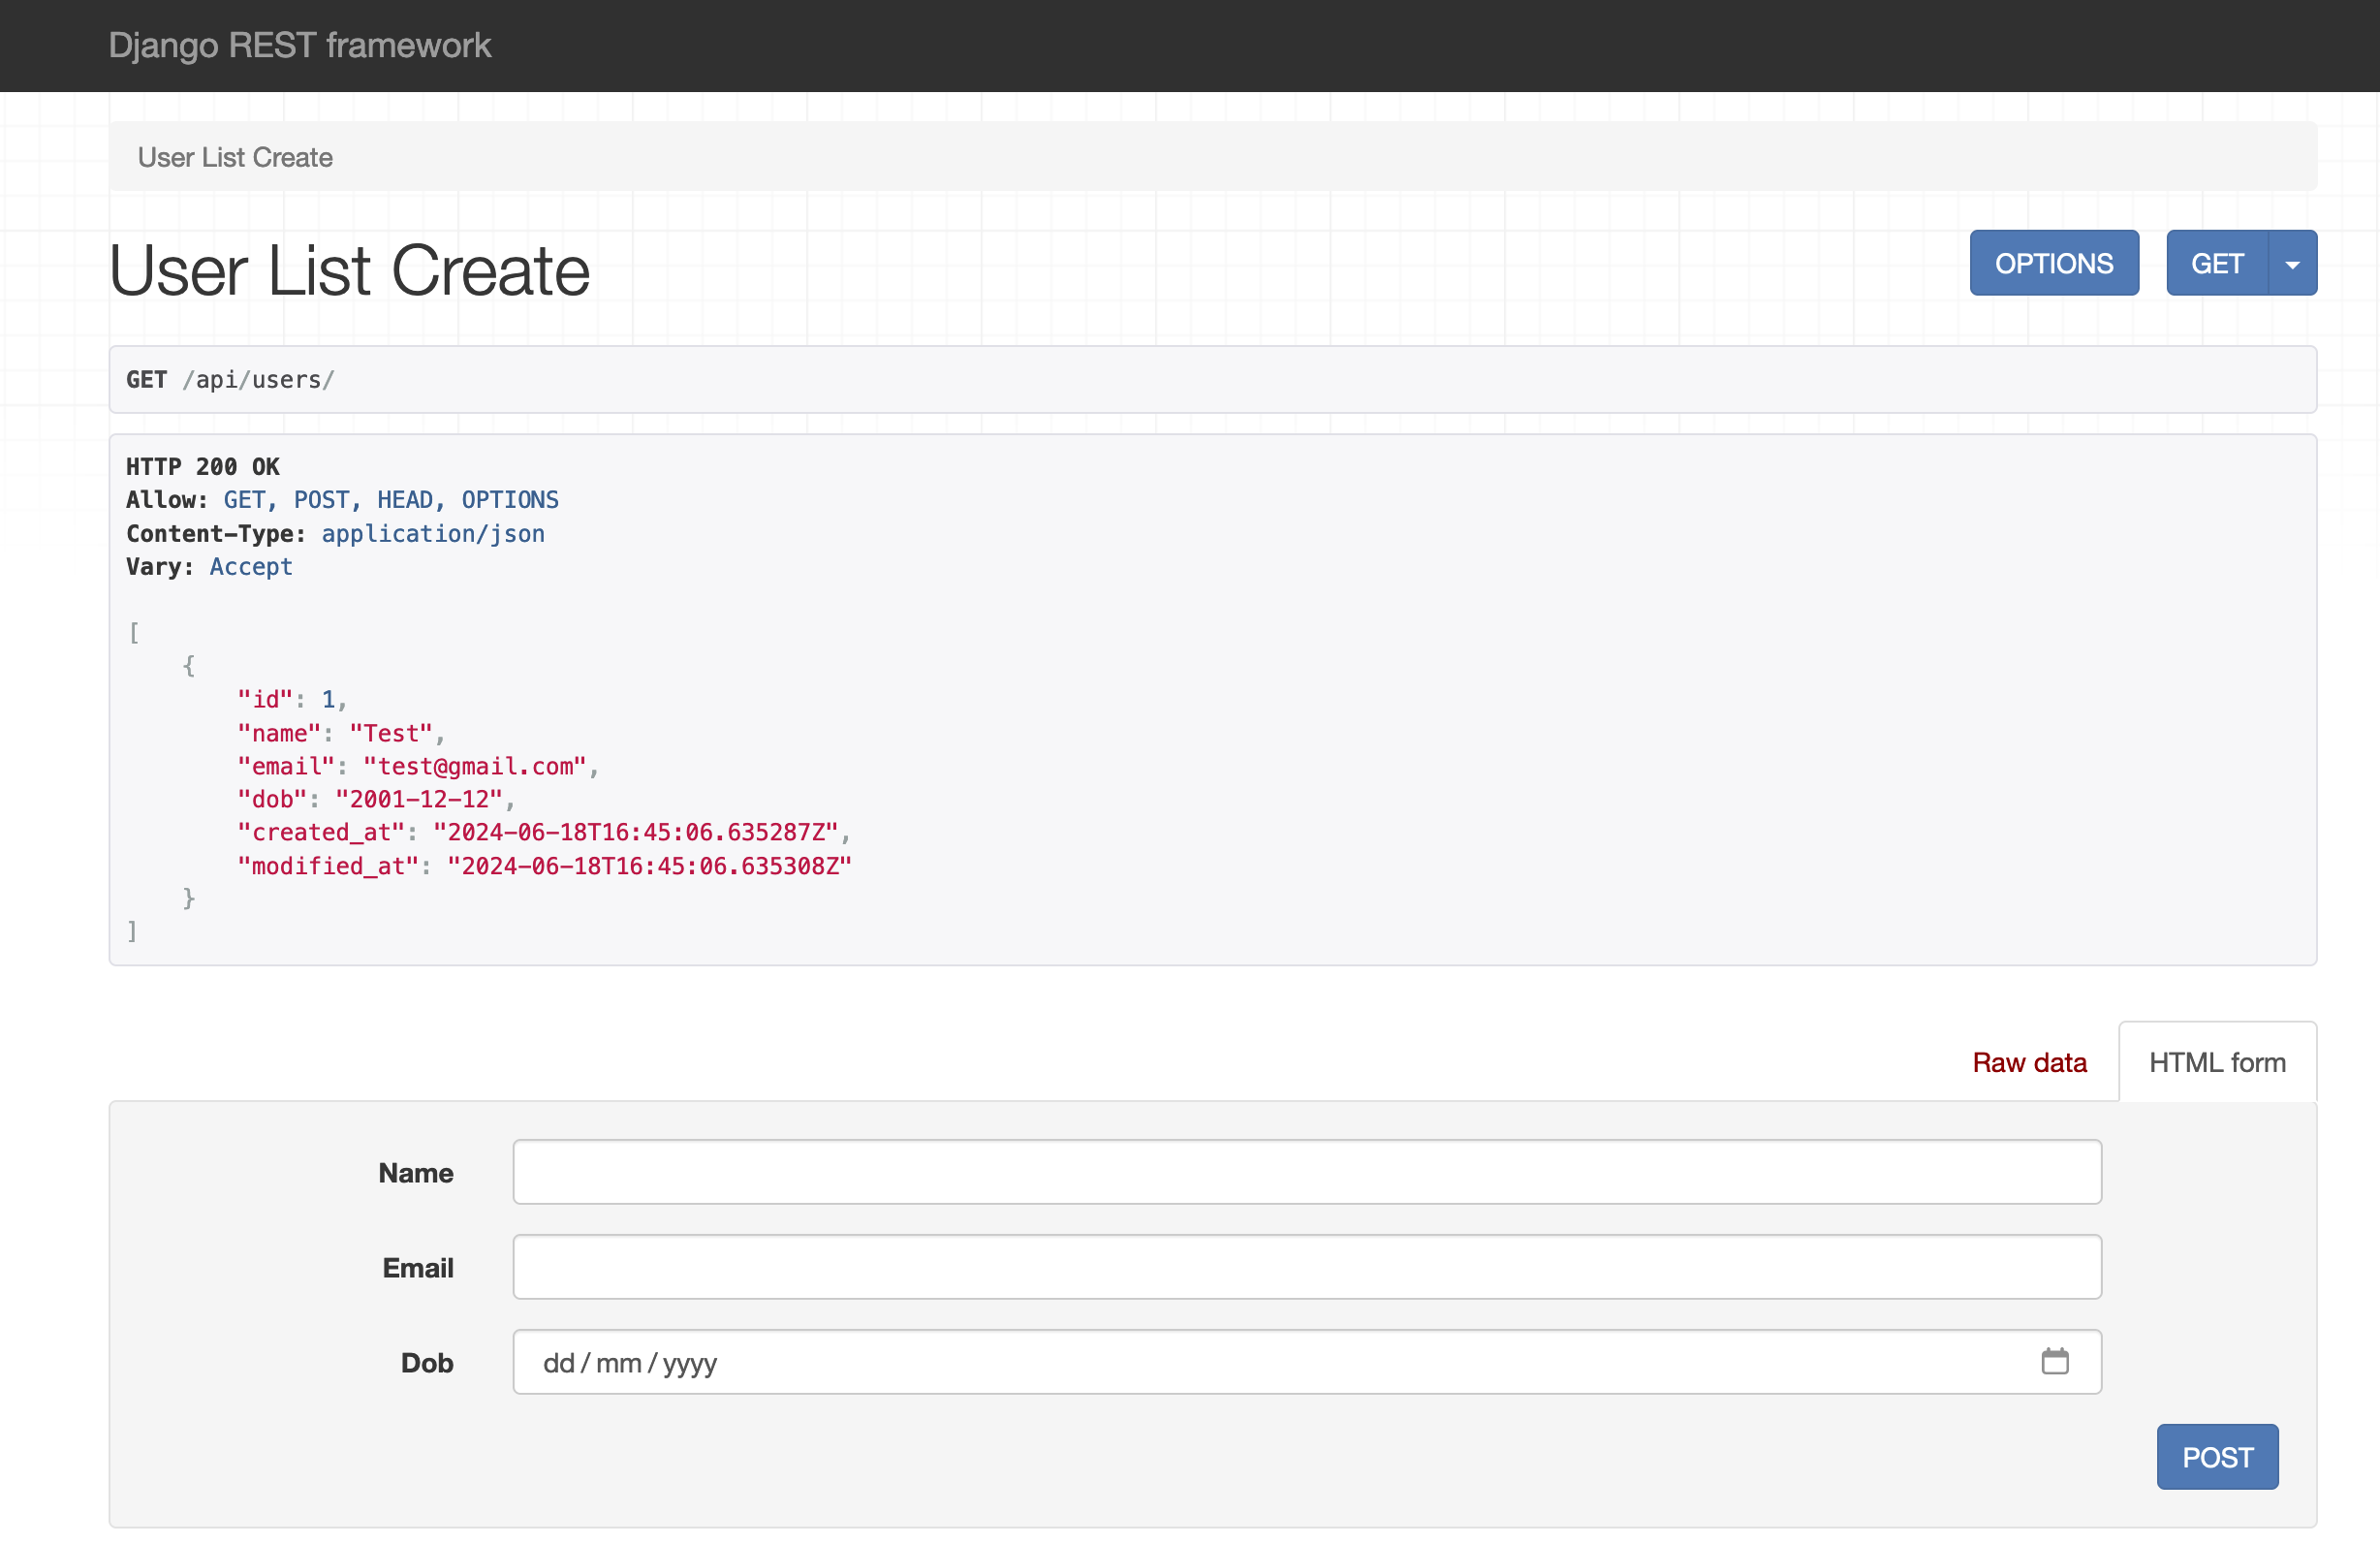 Django REST framework
User List Create
User List Create
OPTIONS GET
GET /api/users/
HTTP 200 OK
Allow: GET, POST, HEAD, OPTIONS
Content-Type: application/json
Vary: Accept
[
    {
        "id": 1,
        "name": "Test",
        "email": "test@gmail.com",
        "dob": "2001-12-12",
        "created_at": "2024-06-18T16:45:06.635287Z",
        "modified_at": "2024-06-18T16:45:06.635308Z"
    }
]
Raw data HTML form
Name
Email
Dob dd/mm/yyyy
POST